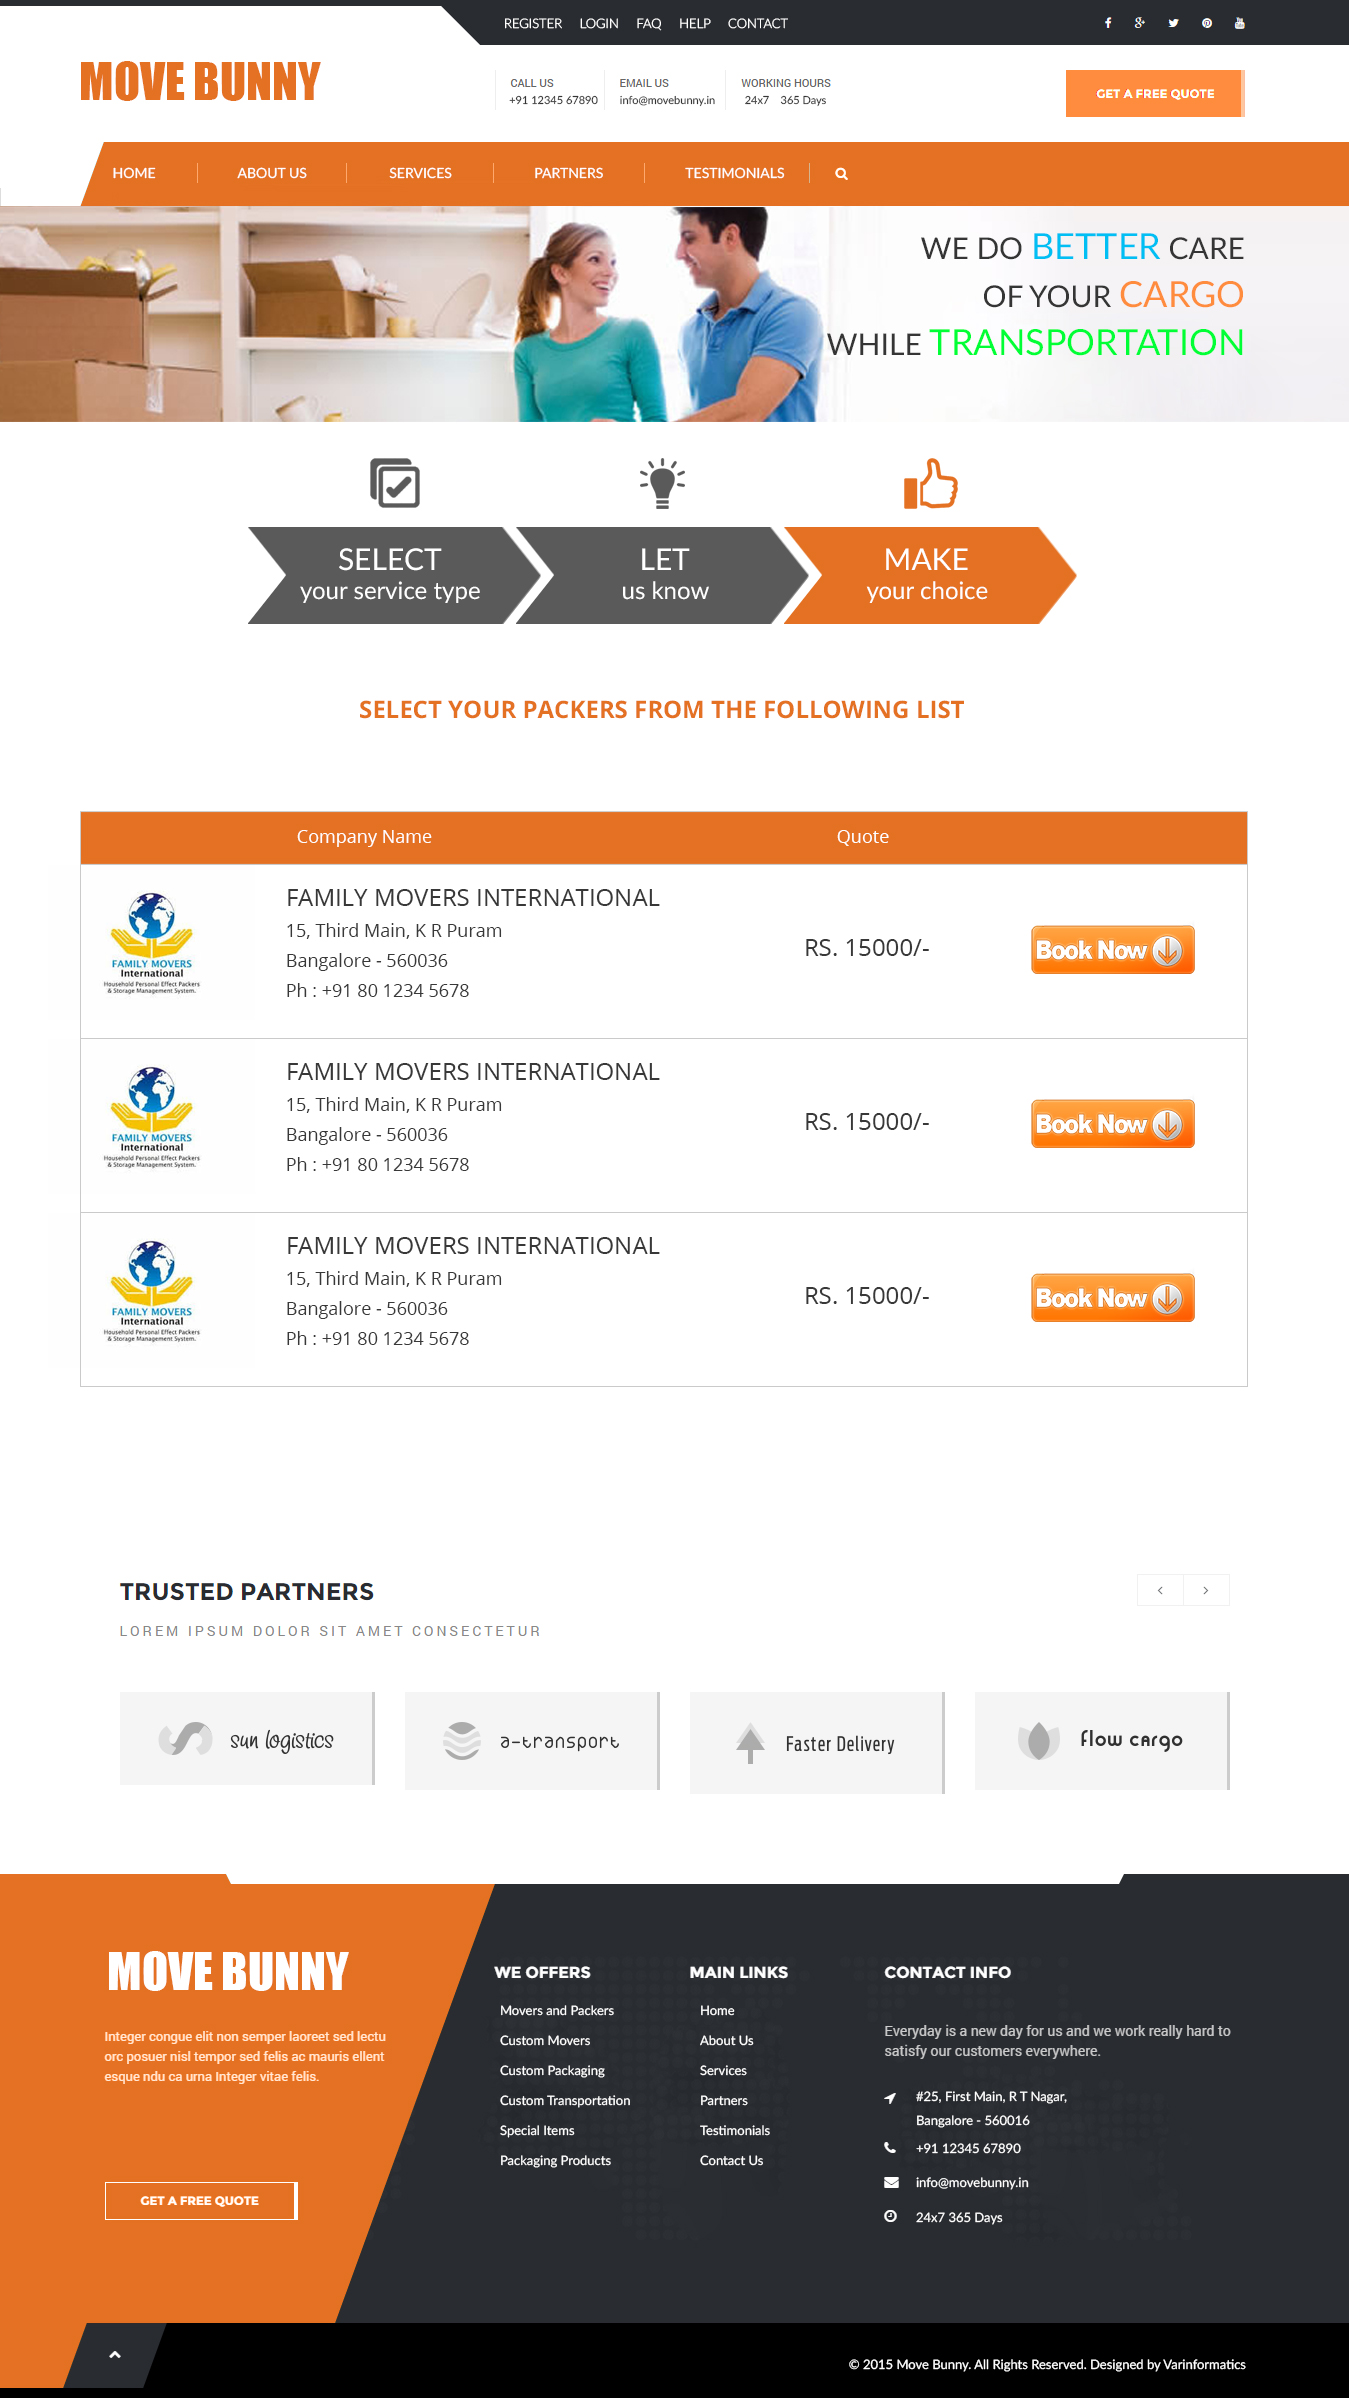 REGISTER LOGIN FAQ HELP CONTACT
MOVE BUNNY
CALL US
+91 12345 67890
EMAIL US
info@movebunny.in
WORKING HOURS
24x7 365 Days
GET A FREE QUOTE
HOME ABOUT US SERVICES PARTNERS TESTIMONIALS
WE DO BETTER CARE
OF YOUR CARGO
WHILE TRANSPORTATION
SELECT
your service type
LET
us know
MAKE
your choice
SELECT YOUR PACKERS FROM THE FOLLOWING LIST
Company Name Quote
FAMILY MOVERS
International
Household Personal Effect Packers
& Storage Management System.
FAMILY MOVERS INTERNATIONAL
15, Third Main, K R Puram
Bangalore - 560036
Ph : +91 80 1234 5678
RS. 15000/-
Book Now
FAMILY MOVERS
International
Household Personal Effect Packers
& Storage Management System.
FAMILY MOVERS INTERNATIONAL
15, Third Main, K R Puram
Bangalore - 560036
Ph : +91 80 1234 5678
RS. 15000/-
Book Now
FAMILY MOVERS
International
Household Personal Effect Packers
& Storage Management System.
FAMILY MOVERS INTERNATIONAL
15, Third Main, K R Puram
Bangalore - 560036
Ph : +91 80 1234 5678
RS. 15000/-
Book Now
TRUSTED PARTNERS
LOREM IPSUM DOLOR SIT AMET CONSECTETUR
sun logistics
a-transport
Faster Delivery
flow cargo
MOVE BUNNY
Integer congue elit non semper laoreet sed lectu
orc posuer nisl tempor sed felis ac mauris ellent
esque ndu ca urna Integer vitae felis.
GET A FREE QUOTE
WE OFFERS
Movers and Packers
Custom Movers
Custom Packaging
Custom Transportation
Special Items
Packaging Products
MAIN LINKS
Home
About Us
Services
Partners
Testimonials
Contact Us
CONTACT INFO
Everyday is a new day for us and we work really hard to
satisfy our customers everywhere.
#25, First Main, R T Nagar,
Bangalore - 560016
+91 12345 67890
info@movebunny.in
24x7 365 Days
© 2015 Move Bunny. All Rights Reserved. Designed by Varinformatics